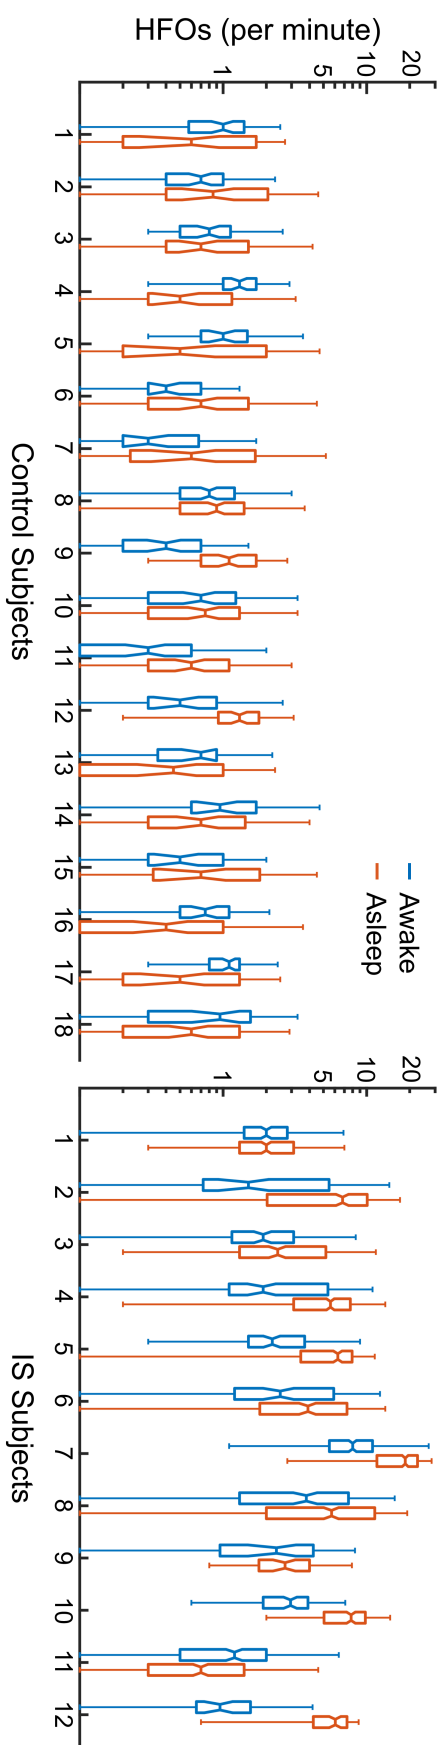 HFOs (per minute)
1 5 10 20
1 2 3 4 5 6 7 8 9 10 11 12 13 14 15 16 17 18
Control Subjects
Awake
Asleep
1 5 10 20
1 2 3 4 5 6 7 8 9 10 11 12
IS Subjects